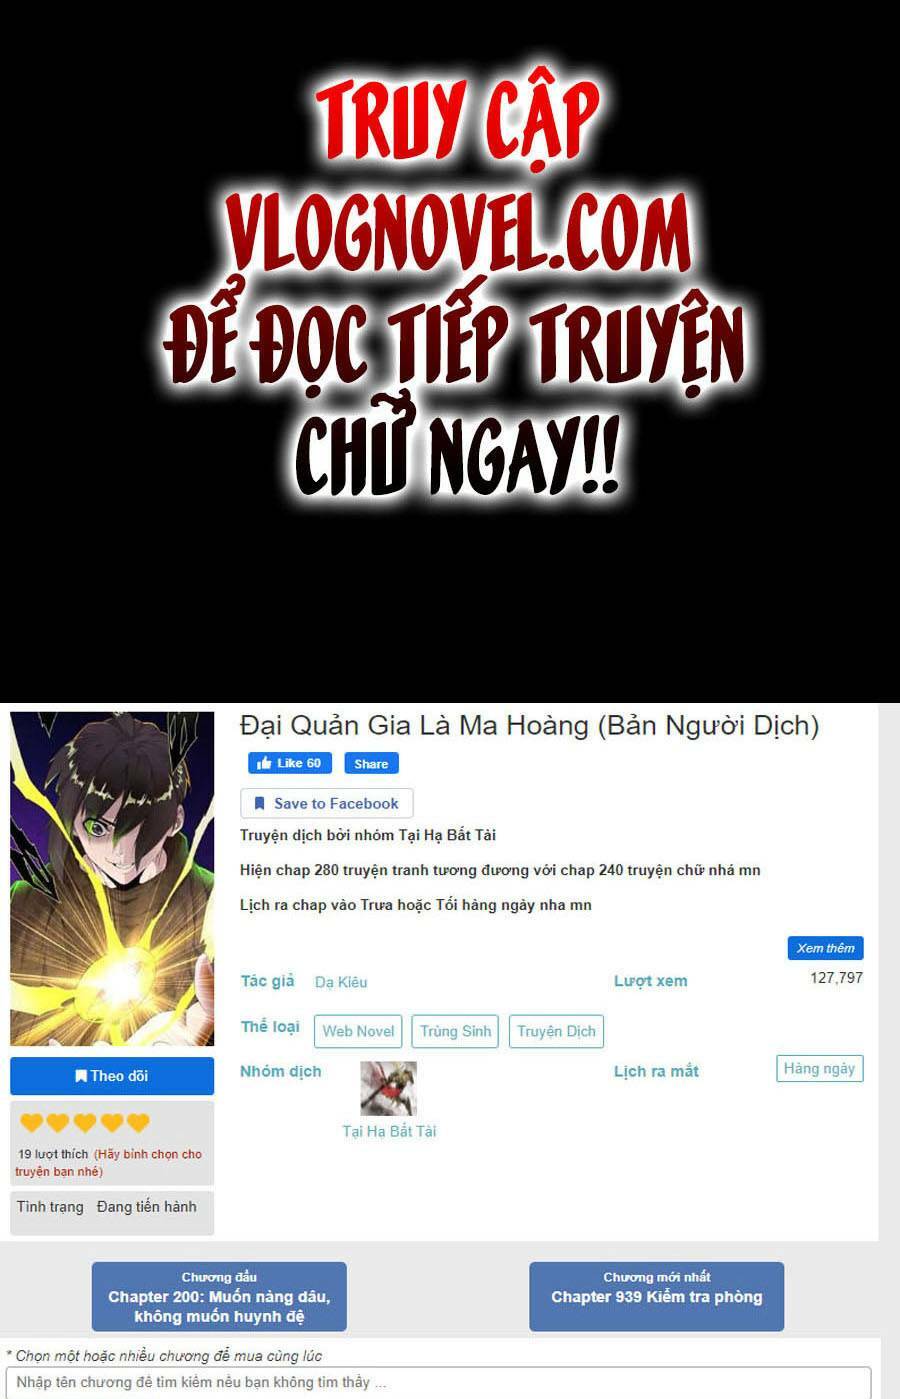 TRUY CẬP
VLOGNOVEL.COM
ĐỂ ĐỌC TIẾP TRUYỆN
CHỮ NGAY!!
Đại Quản Gia Là Ma Hoàng (Bản Người Dịch)
Like 60 Share
Save to Facebook
Truyện dịch bởi nhóm Tại Hạ Bất Tài
Hiện chap 280 truyện tranh tương đương với chap 240 truyện chữ nhá mn
Lịch ra chap vào Trưa hoặc Tối hàng ngày nha mn
Xem thêm
Tác giả Dạ Kiêu Lượt xem 127,797
Thể loại Web Novel Trùng Sinh Truyện Dịch
Nhóm dịch Lịch ra mắt Hàng ngày
Tại Hạ Bất Tài
Theo dõi
19 lượt thích (Hãy bình chọn cho
truyện bạn nhé)
Tình trạng Đang tiến hành
Chương đầu
Chapter 200: Muốn nàng dâu,
không muốn huynh đệ
Chương mới nhất
Chapter 939 Kiểm tra phòng
* Chọn một hoặc nhiều chương để mua cùng lúc
Nhập tên chương để tìm kiếm nếu bạn không tìm thấy ...